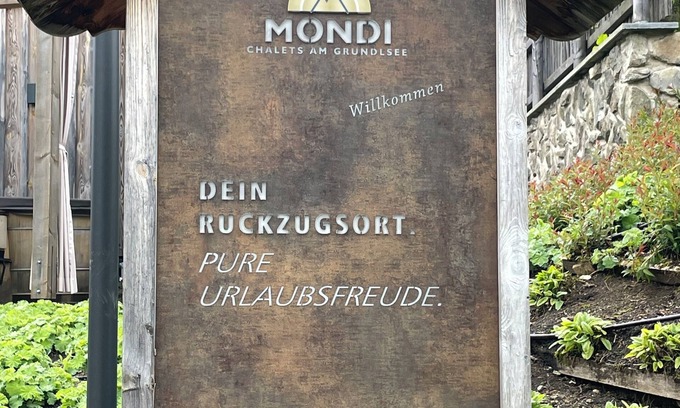 MONDI
CHALETS AM GRUNDLSEE
Willkommen
DEIN
RUCKZUGSORT.
PURE
URLAUBSFREUDE.